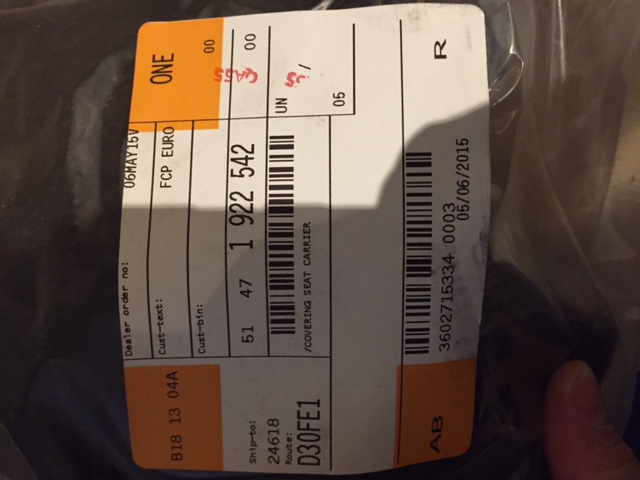 B18 13 04A
Dealer order no: 06MAY15V
ONE
Cust-text: FCP EURO
Cust-bin:
00
Ship-to:
24618
Route:
D30FE1
51 47 1 922 542
00
/COVERING SEAT CARRIER
UN /
05
AB
3602715334 0003
05/06/2015
R